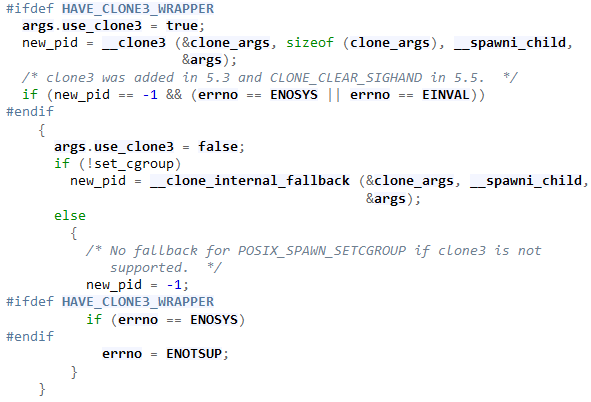 #ifdef HAVE_CLONE3_WRAPPER
  args.use_clone3 = true;
  new_pid = __clone3 (&clone_args, sizeof (clone_args), __spawni_child,
                      &args);
  /* clone3 was added in 5.3 and CLONE_CLEAR_SIGHAND in 5.5.  */
  if (new_pid == -1 && (errno == ENOSYS || errno == EINVAL))
#endif
    {
      args.use_clone3 = false;
      if (!set_cgroup)
        new_pid = __clone_internal_fallback (&clone_args, __spawni_child,
                                             &args);
      else
        {
          /* No fallback for POSIX_SPAWN_SETCGROUP if clone3 is not
             supported.  */
          new_pid = -1;
#ifdef HAVE_CLONE3_WRAPPER
          if (errno == ENOSYS)
#endif
            errno = ENOTSUP;
        }
    }